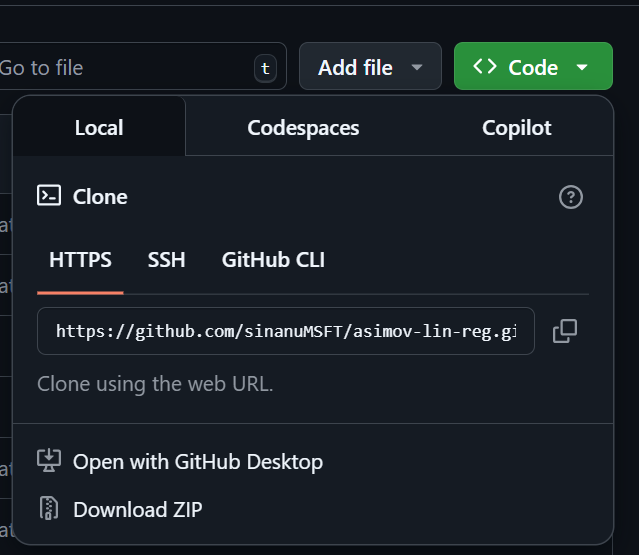 Go to file t Add file <> Code
Local Codespaces Copilot
Clone
HTTPS SSH GitHub CLI
https://github.com/sinanuMSFT/asimov-lin-reg.gi
Clone using the web URL.
Open with GitHub Desktop
Download ZIP